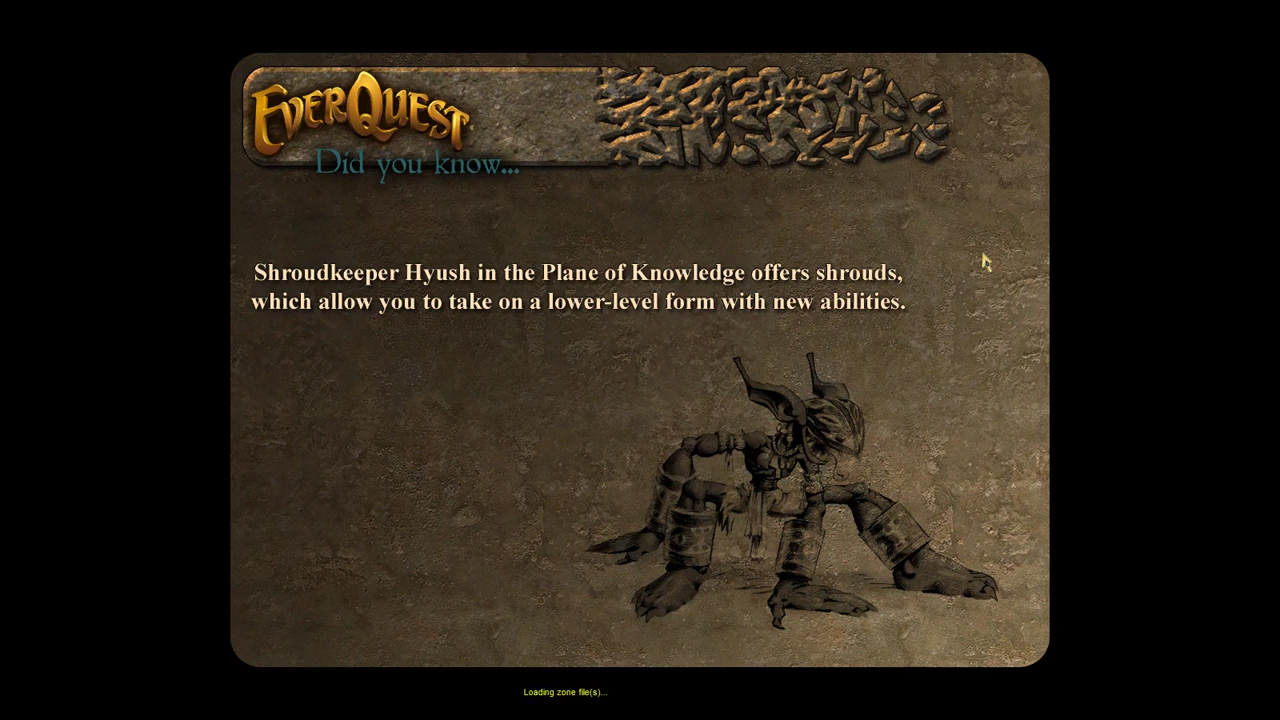 EVERQUEST
Did you know...
Shroudkeeper Hyush in the Plane of Knowledge offers shrouds,
which allow you to take on a lower-level form with new abilities.
Loading zone file(s)...